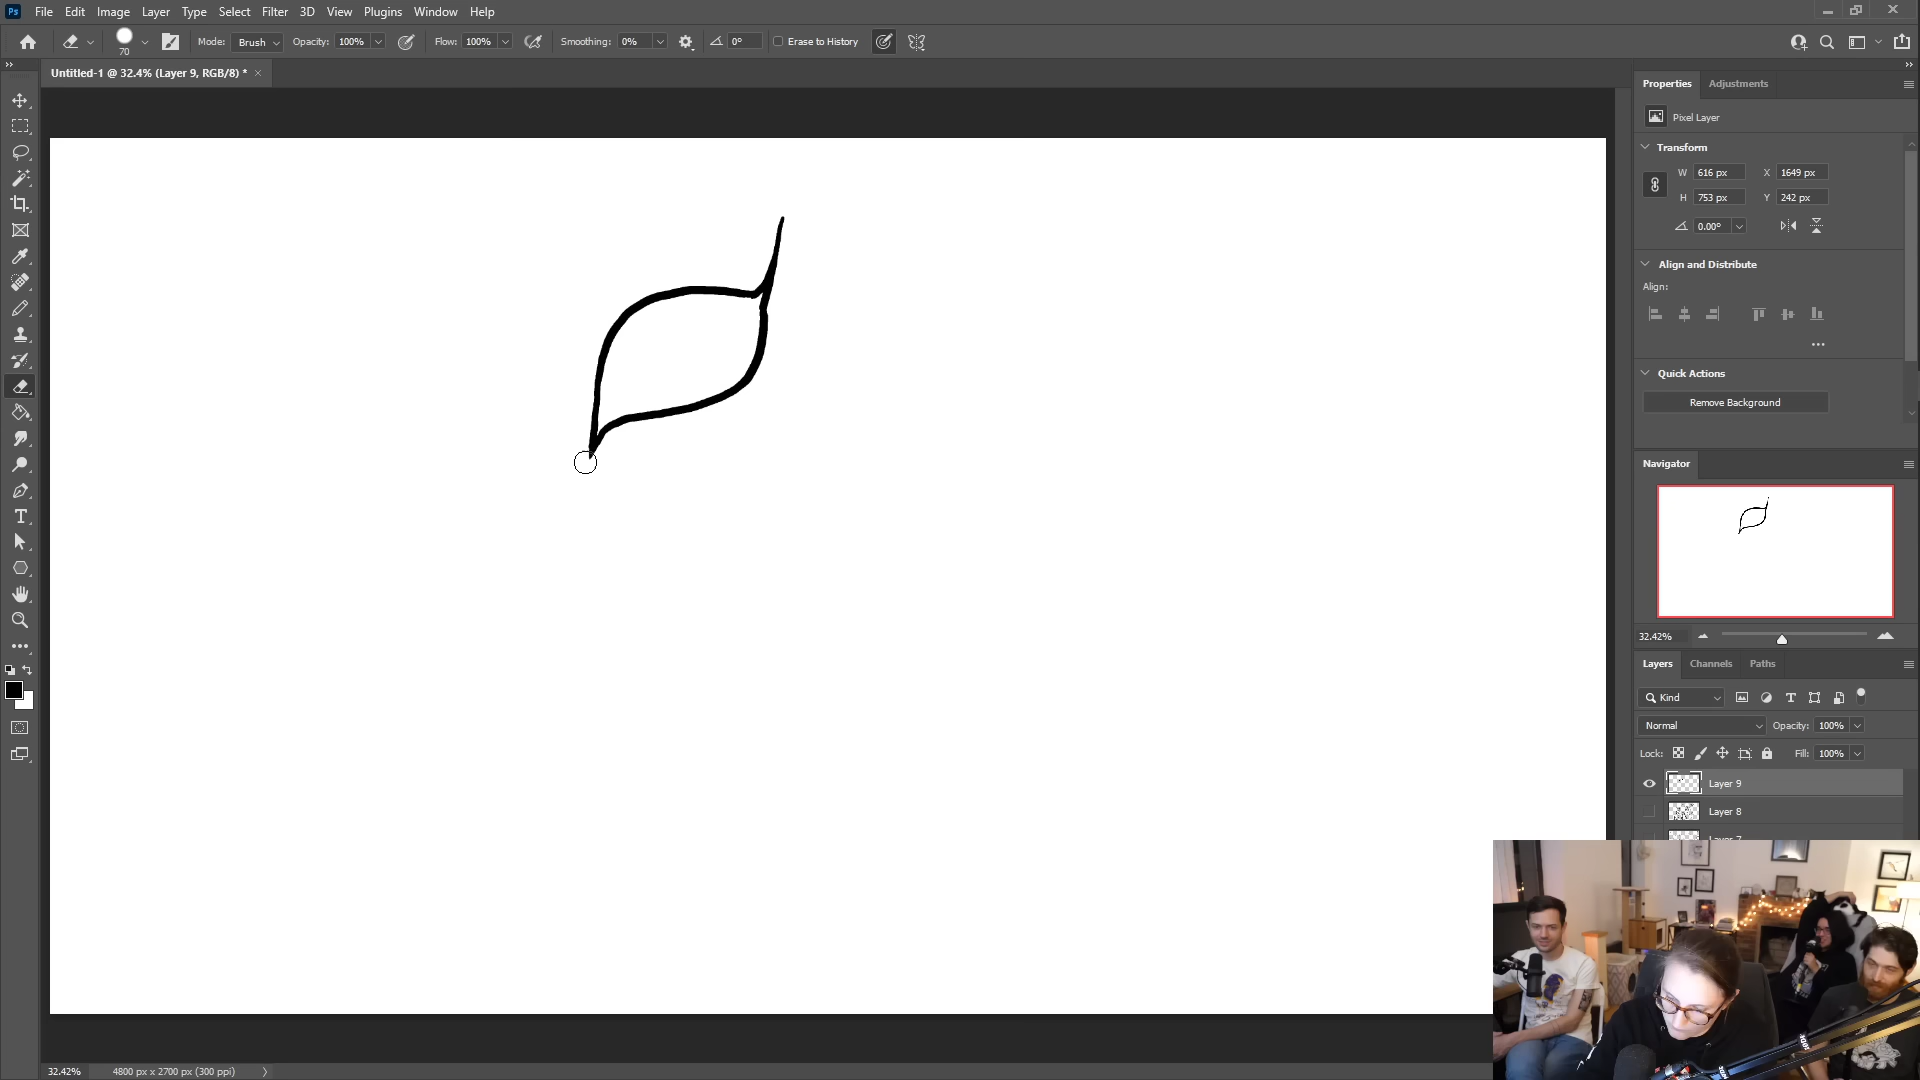 Ps File Edit Image Layer Type Select Filter 3D View Plugins Window Help
70 Mode: Brush Opacity: 100% Flow: 100% Smoothing: 0% 0° Erase to History
Untitled-1 @ 32.4% (Layer 9, RGB/8) *
Properties Adjustments
Pixel Layer
Transform
W 616 px X 1649 px
H 753 px Y 242 px
0.00°
Align and Distribute
Align:
Quick Actions
Remove Background
Navigator
32.42%
Layers Channels Paths
Kind
Normal Opacity: 100%
Lock: Fill: 100%
Layer 9
Layer 8
Layer 7
32.42% 4800 px x 2700 px (300 ppi)